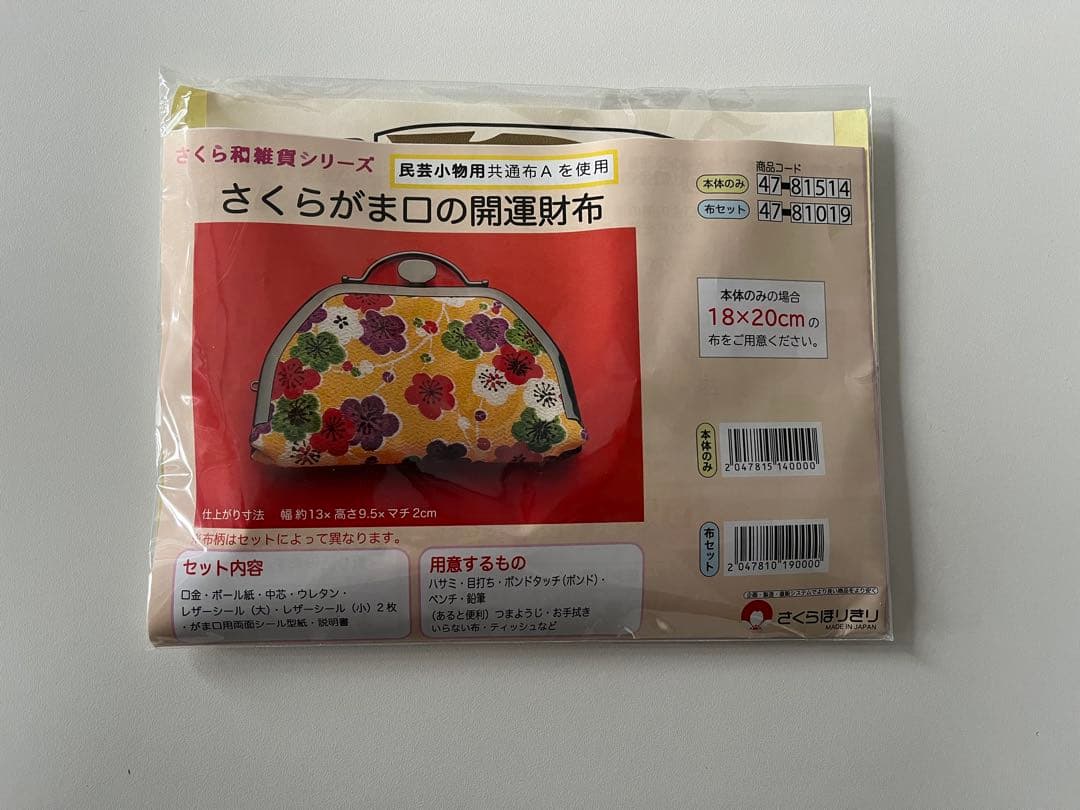 さくら和雑貨シリーズ
民芸小物用共通布Aを使用
さくらがま口の開運財布
商品コード
本体のみ 47-81514
布セット 47-81019
本体のみの場合
18×20cmの
布をご用意ください。
本体のみ
2 047815 140000
布セット
2 047810 190000
仕上がり寸法 幅 約13× 高さ9.5× マチ2cm
※布柄はセットによって異なります。
セット内容
口金・ボール紙・中芯・ウレタン・
レザーシール（大）・レザーシール（小）2枚
・がま口用両面シール型紙・説明書
用意するもの
ハサミ・目打ち・ボンドタッチ（ボンド）・
ペンチ・鉛筆
（あると便利）つまようじ・お手拭き
いらない布・ティッシュなど
さくらほりきり
MADE IN JAPAN